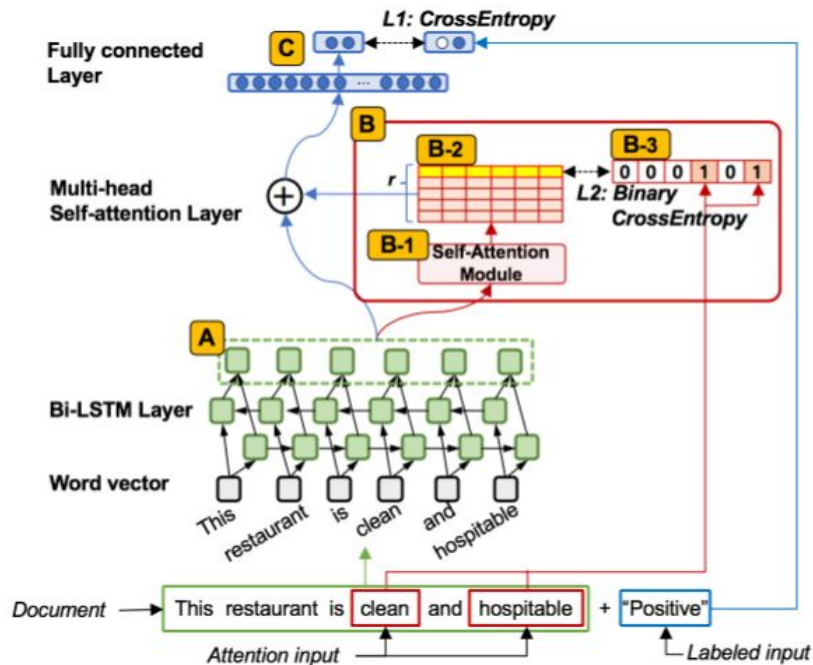 L1: CrossEntropy
C
Fully connected
Layer
...
B
B-2
B-3
r
0 0 0 1 0 1
L2: Binary
CrossEntropy
Multi-head
Self-attention Layer
+
B-1
Self-Attention
Module
A
Bi-LSTM Layer
Word vector
This
restaurant
is
clean
and
hospitable
Document
This restaurant is clean and hospitable + "Positive"
Attention input
Labeled input